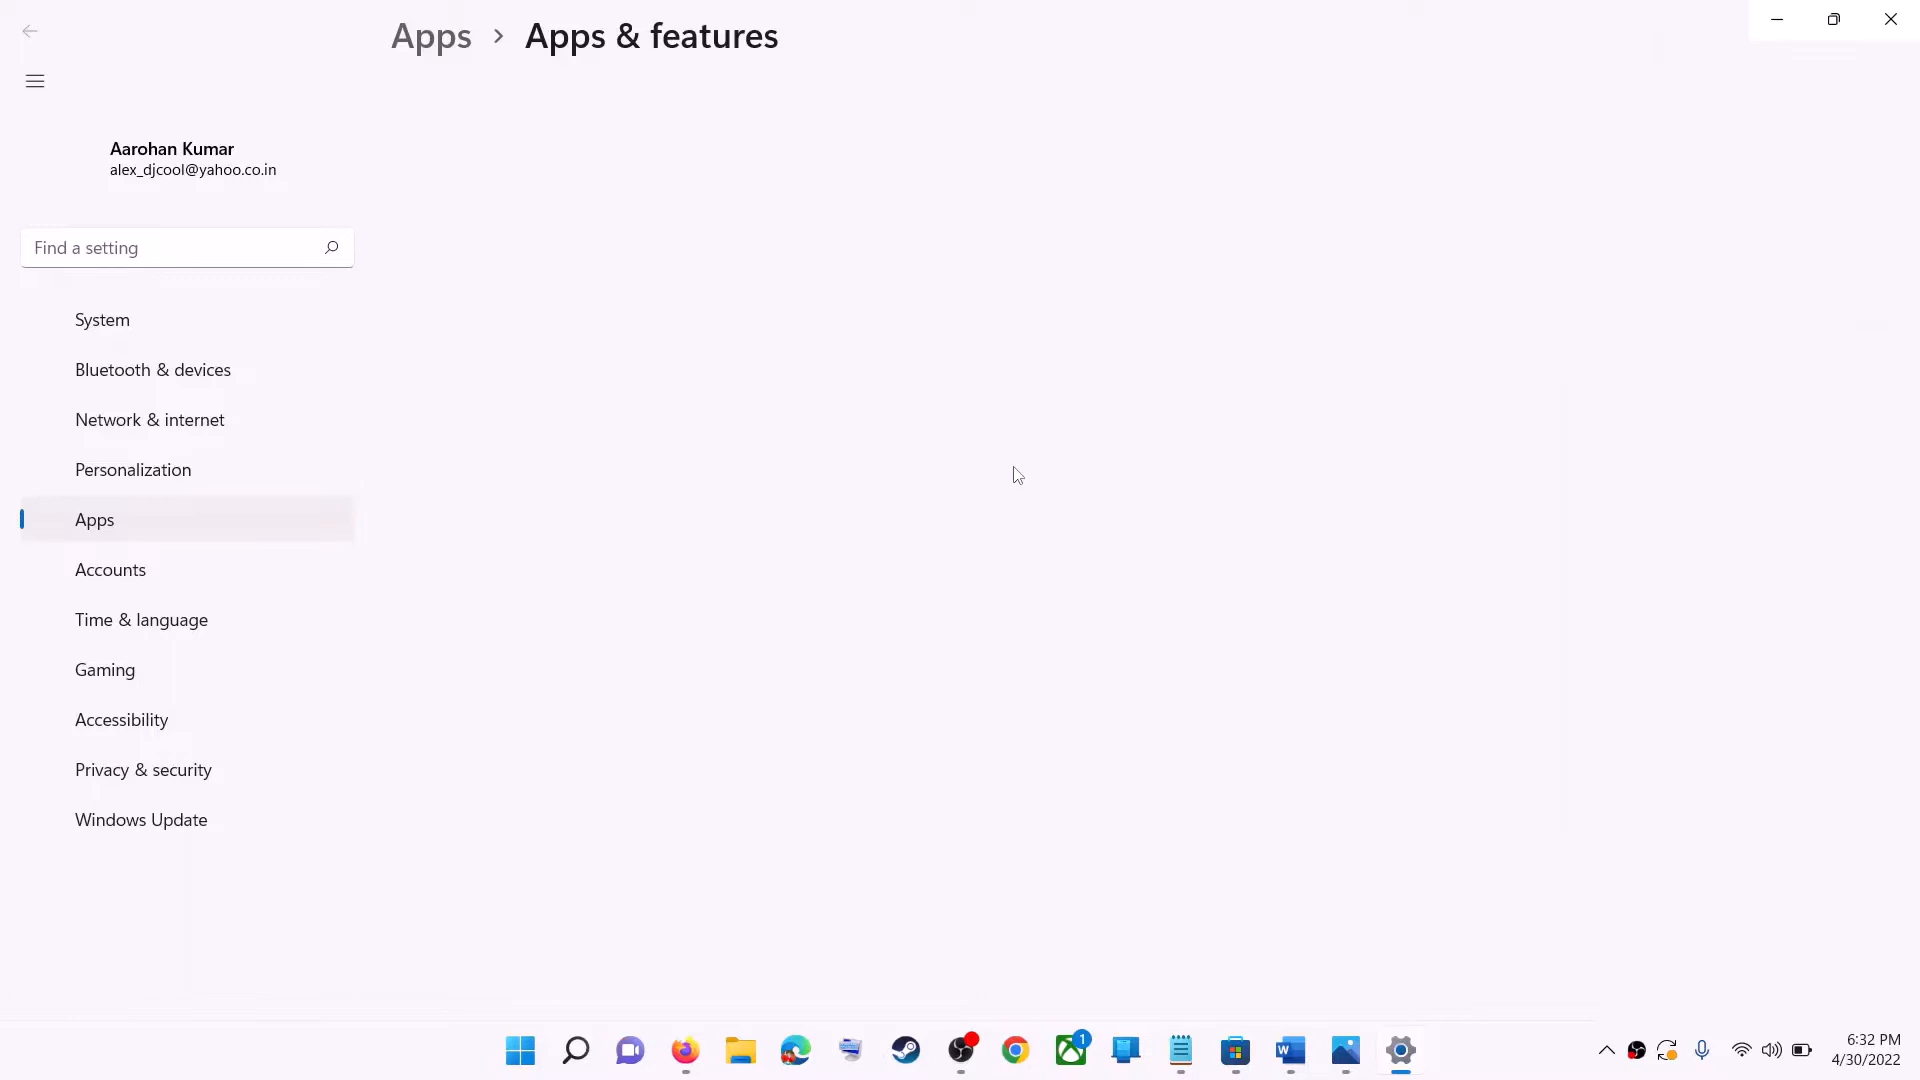 Apps > Apps & features
Aarohan Kumar
alex_djcool@yahoo.co.in
Find a setting
System
Bluetooth & devices
Network & internet
Personalization
Apps
Accounts
Time & language
Gaming
Accessibility
Privacy & security
Windows Update
1
W
6:32 PM
4/30/2022